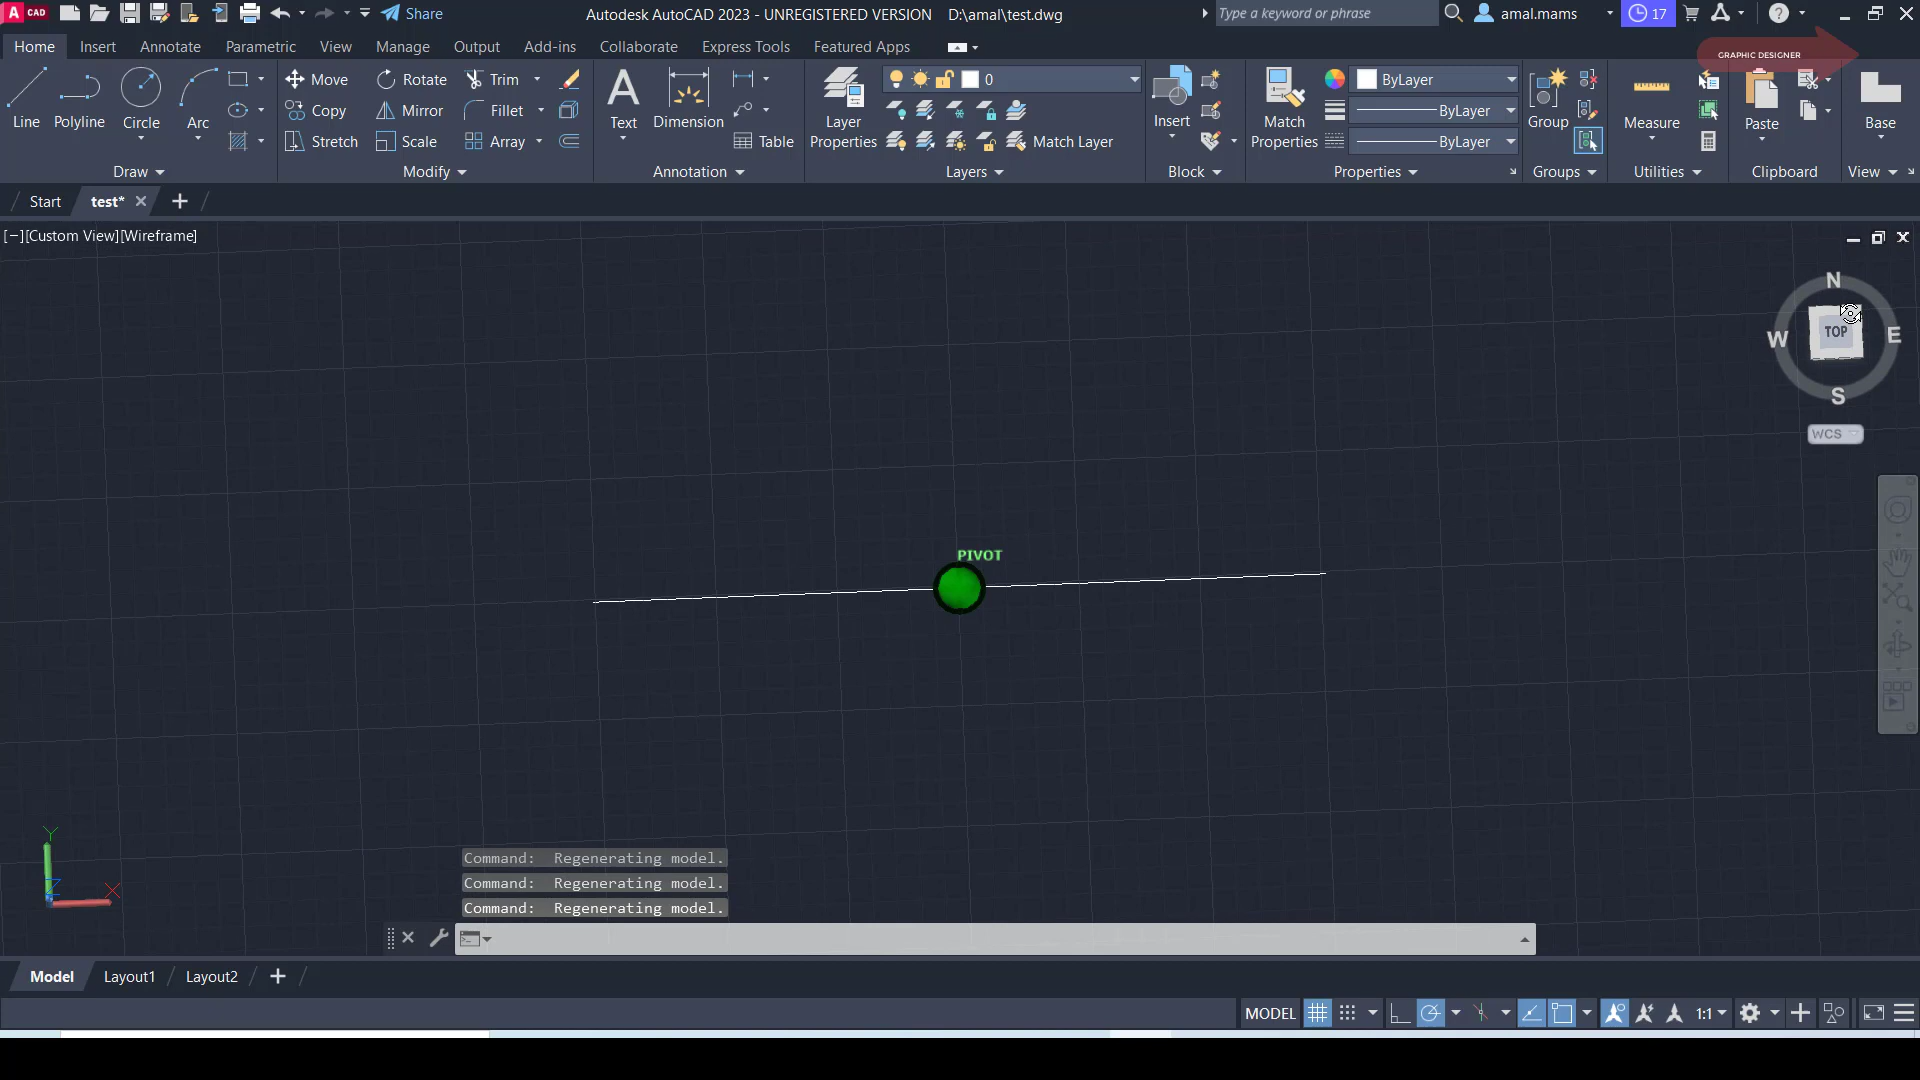 A CAD Share Autodesk AutoCAD 2023 - UNREGISTERED VERSION D:\amal\test.dwg Type a keyword or phrase amal.mams 17 ?
Home Insert Annotate Parametric View Manage Output Add-ins Collaborate Express Tools Featured Apps
GRAPHIC DESIGNER
Line Polyline Circle Arc
Move Rotate Trim
Copy Mirror Fillet
Stretch Scale Array
A Text Dimension Table
Layer Properties
0
Match Layer
Insert
Match Properties
ByLayer
ByLayer
ByLayer
Group
Measure
Paste
Base
Draw Modify Annotation Layers Block Properties Groups Utilities Clipboard View
Start test* +
[−][Custom View][Wireframe]
N
W TOP E
S
WCS
PIVOT
Y
Z X
Command: Regenerating model.
Command: Regenerating model.
Command: Regenerating model.
Model Layout1 Layout2 +
MODEL 1:1